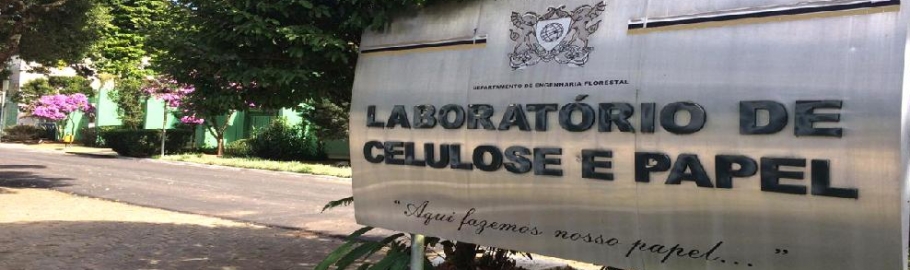 DEPARTAMENTO DE ENGENHARIA FLORESTAL
LABORATÓRIO DE
CELULOSE E PAPEL
"Aqui fazemos nosso papel... "